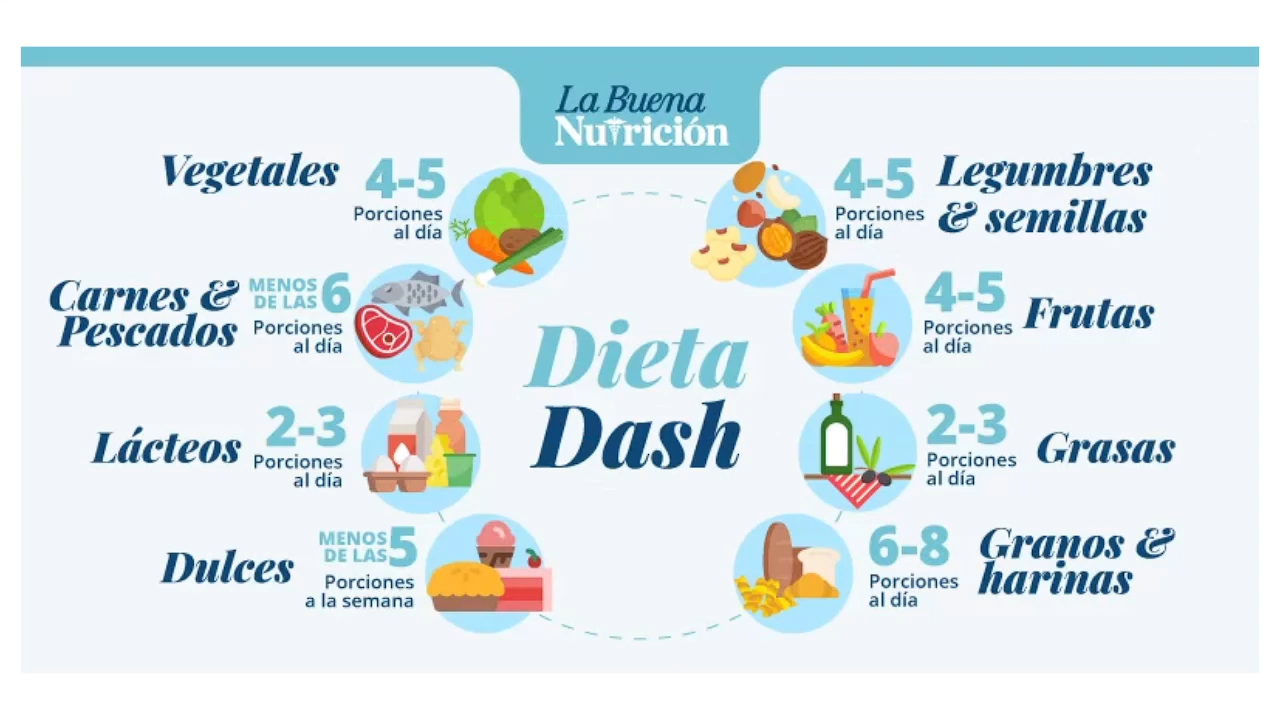 La Buena
Nutrición
Vegetales
4-5
Porciones
al día
Carnes &
Pescados
MENOS
DE LAS 6
Porciones
al día
Lácteos
2-3
Porciones
al día
Dulces
MENOS
DE LAS 5
Porciones
a la semana
Dieta
Dash
4-5
Porciones
al día
Legumbres
& semillas
4-5
Porciones
al día
Frutas
2-3
Porciones
al día
Grasas
6-8
Porciones
al día
Granos &
harinas